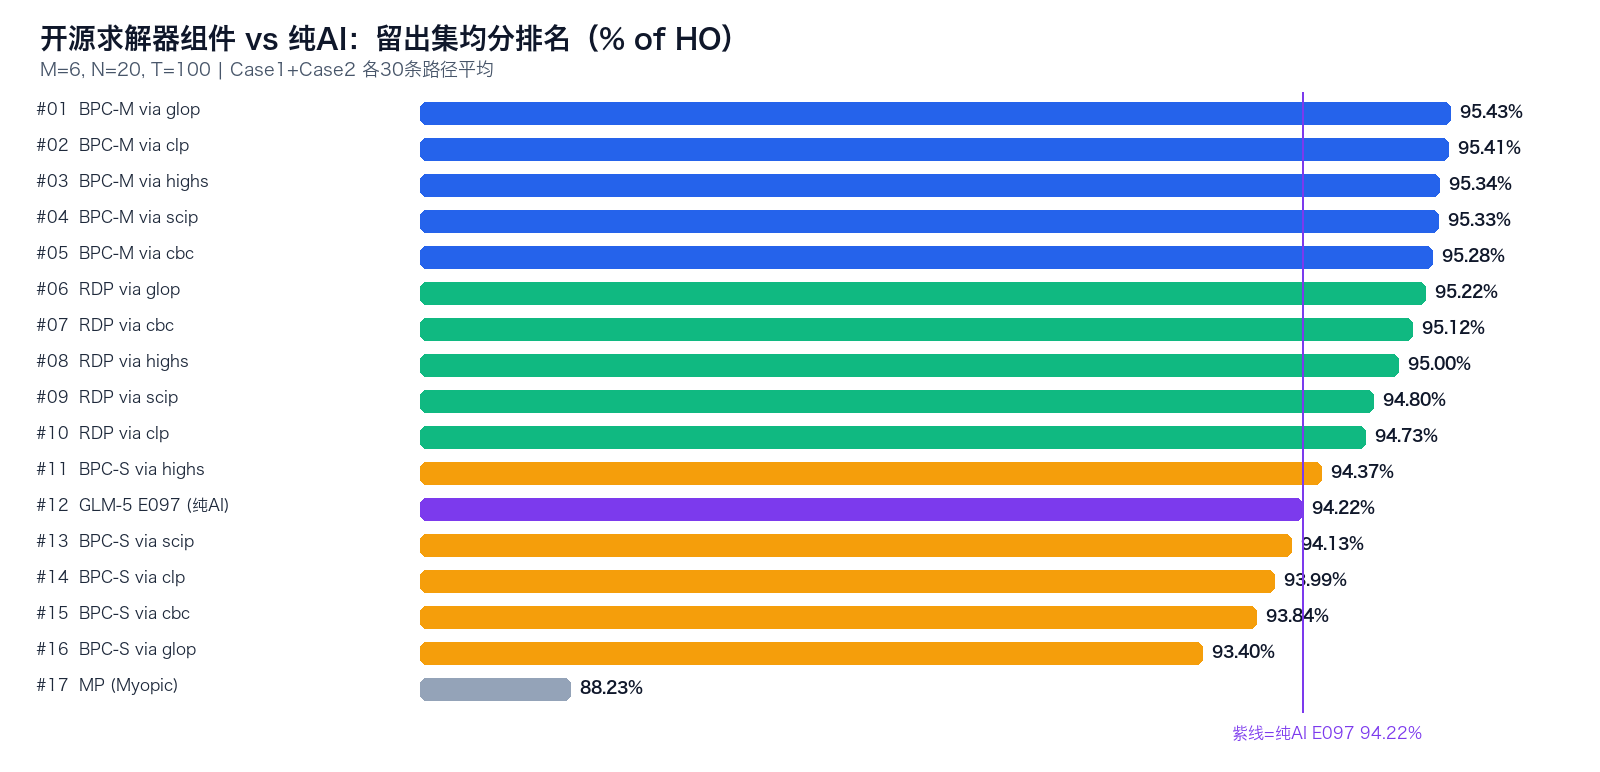 开源求解器组件 vs 纯AI：留出集均分排名（% of HO）
M=6, N=20, T=100 | Case1+Case2 各30条路径平均
#01 BPC-M via glop 95.43%
#02 BPC-M via clp 95.41%
#03 BPC-M via highs 95.34%
#04 BPC-M via scip 95.33%
#05 BPC-M via cbc 95.28%
#06 RDP via glop 95.22%
#07 RDP via cbc 95.12%
#08 RDP via highs 95.00%
#09 RDP via scip 94.80%
#10 RDP via clp 94.73%
#11 BPC-S via highs 94.37%
#12 GLM-5 E097 (纯AI) 94.22%
#13 BPC-S via scip 94.13%
#14 BPC-S via clp 93.99%
#15 BPC-S via cbc 93.84%
#16 BPC-S via glop 93.40%
#17 MP (Myopic) 88.23%
紫线=纯AI E097 94.22%